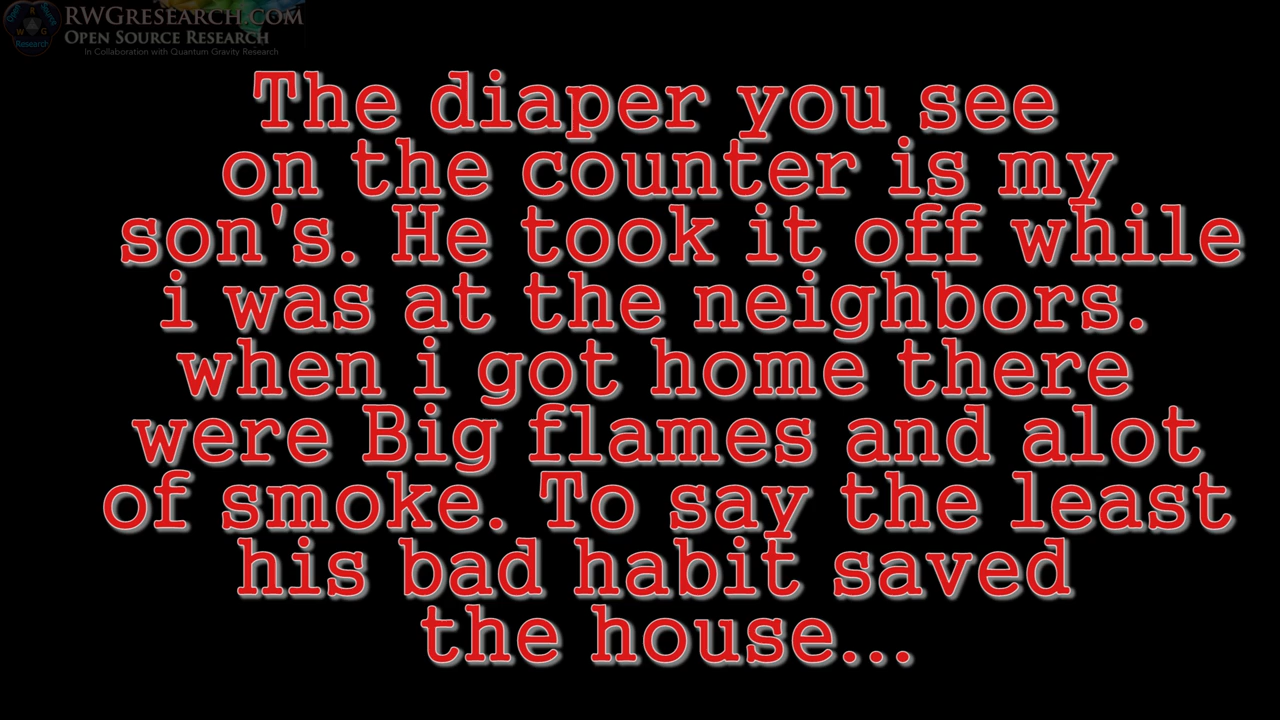 RWGresearch.com
Open Source Research
In Collaboration with Quantum Gravity Research
The diaper you see
on the counter is my
son's. He took it off while
i was at the neighbors.
when i got home there
were Big flames and alot
of smoke. To say the least
his bad habit saved
the house...